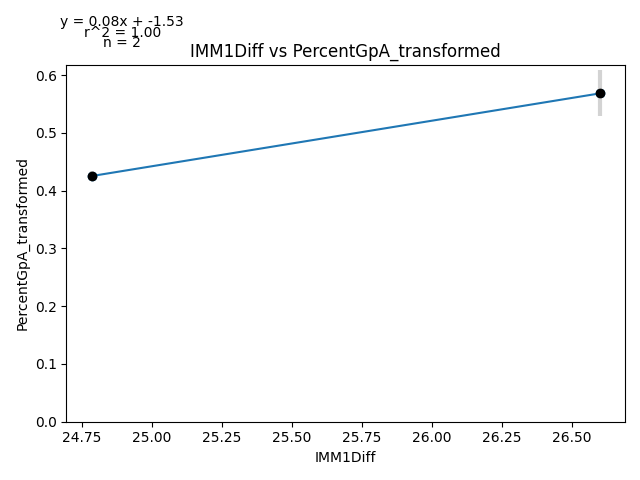 y = 0.08x + -1.53
r^2 = 1.00
n = 2
IMM1Diff vs PercentGpA_transformed
0.6
0.5
0.4
0.3
0.2
0.1
0.0
PercentGpA_transformed
24.75 25.00 25.25 25.50 25.75 26.00 26.25 26.50
IMM1Diff